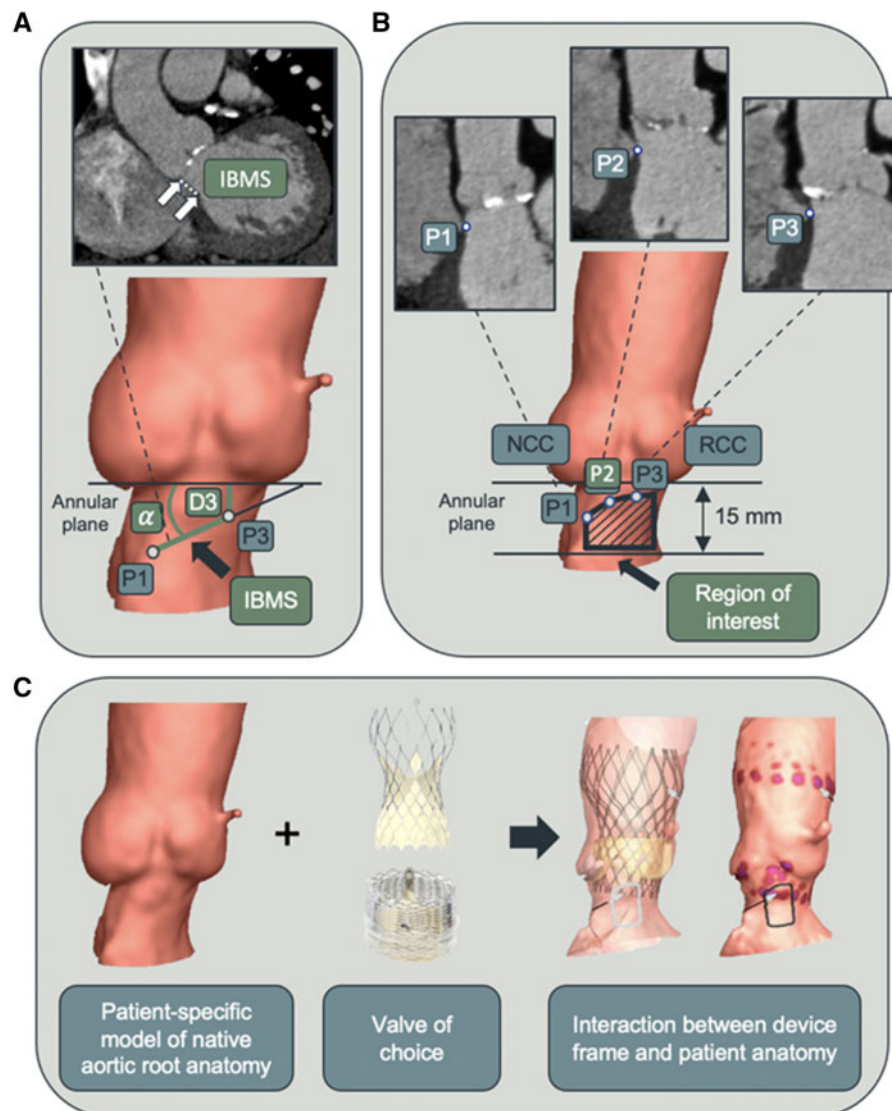 A
IBMS
Annular
plane
α
D3
P3
P1
IBMS
B
P1
P2
P3
NCC
RCC
P2
P3
P1
Annular
plane
15 mm
Region of
interest
C
+
Patient-specific
model of native
aortic root anatomy
Valve of
choice
Interaction between device
frame and patient anatomy